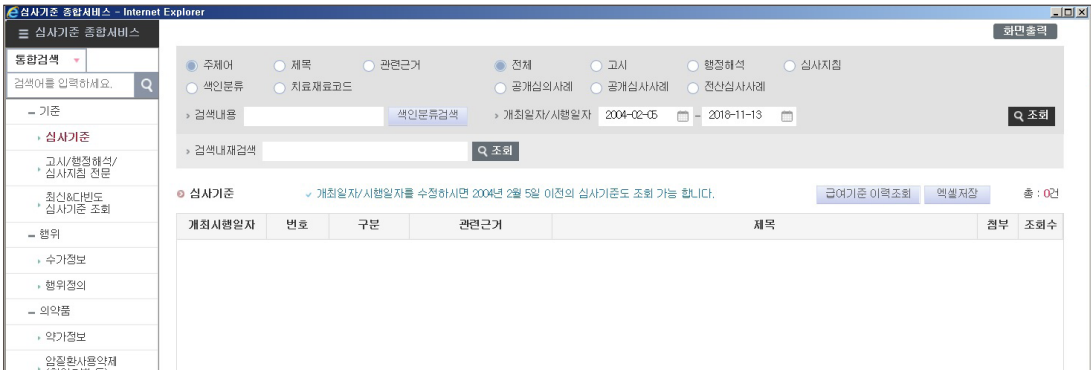 심사기준 종합서비스 - Internet Explorer
심사기준 종합서비스
화면출력
통합검색
검색어를 입력하세요.
기준
심사기준
고시/행정해석/
심사지침 전문
최신&다빈도
심사기준 조회
행위
수가정보
행위정의
의약품
약가정보
암질환사용약제
주제어 제목 관련근거 전체 고시 행정해석 심사지침
색인분류 치료재료코드 공개심의사례 공개심사사례 전산심사사례
검색내용 색인분류검색 개최일자/시행일자 2004-02-05 - 2018-11-13 조회
검색내재검색 조회
심사기준 개최일자/시행일자를 수정하시면 2004년 2월 5일 이전의 심사기준도 조회 가능 합니다. 급여기준 이력조회 엑셀저장 총 : 0건
개최시행일자 번호 구분 관련근거 제목 첨부 조회수